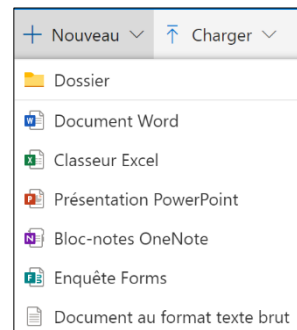 Nouveau Charger
Dossier
Document Word
Classeur Excel
Présentation PowerPoint
Bloc-notes OneNote
Enquête Forms
Document au format texte brut